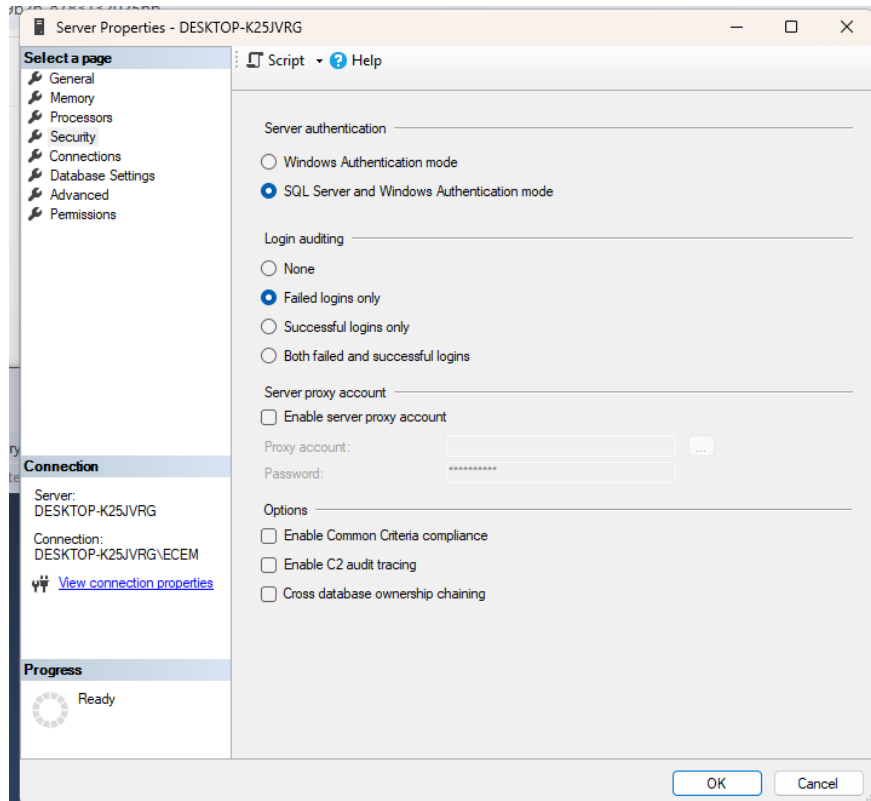 Server Properties - DESKTOP-K25JVRG
Select a page
General
Memory
Processors
Security
Connections
Database Settings
Advanced
Permissions
Script
Help
Server authentication
Windows Authentication mode
SQL Server and Windows Authentication mode
Login auditing
None
Failed logins only
Successful logins only
Both failed and successful logins
Server proxy account
Enable server proxy account
Proxy account:
...
Password:
**********
Options
Enable Common Criteria compliance
Enable C2 audit tracing
Cross database ownership chaining
Connection
Server:
DESKTOP-K25JVRG
Connection:
DESKTOP-K25JVRG\ECEM
View connection properties
Progress
Ready
OK
Cancel